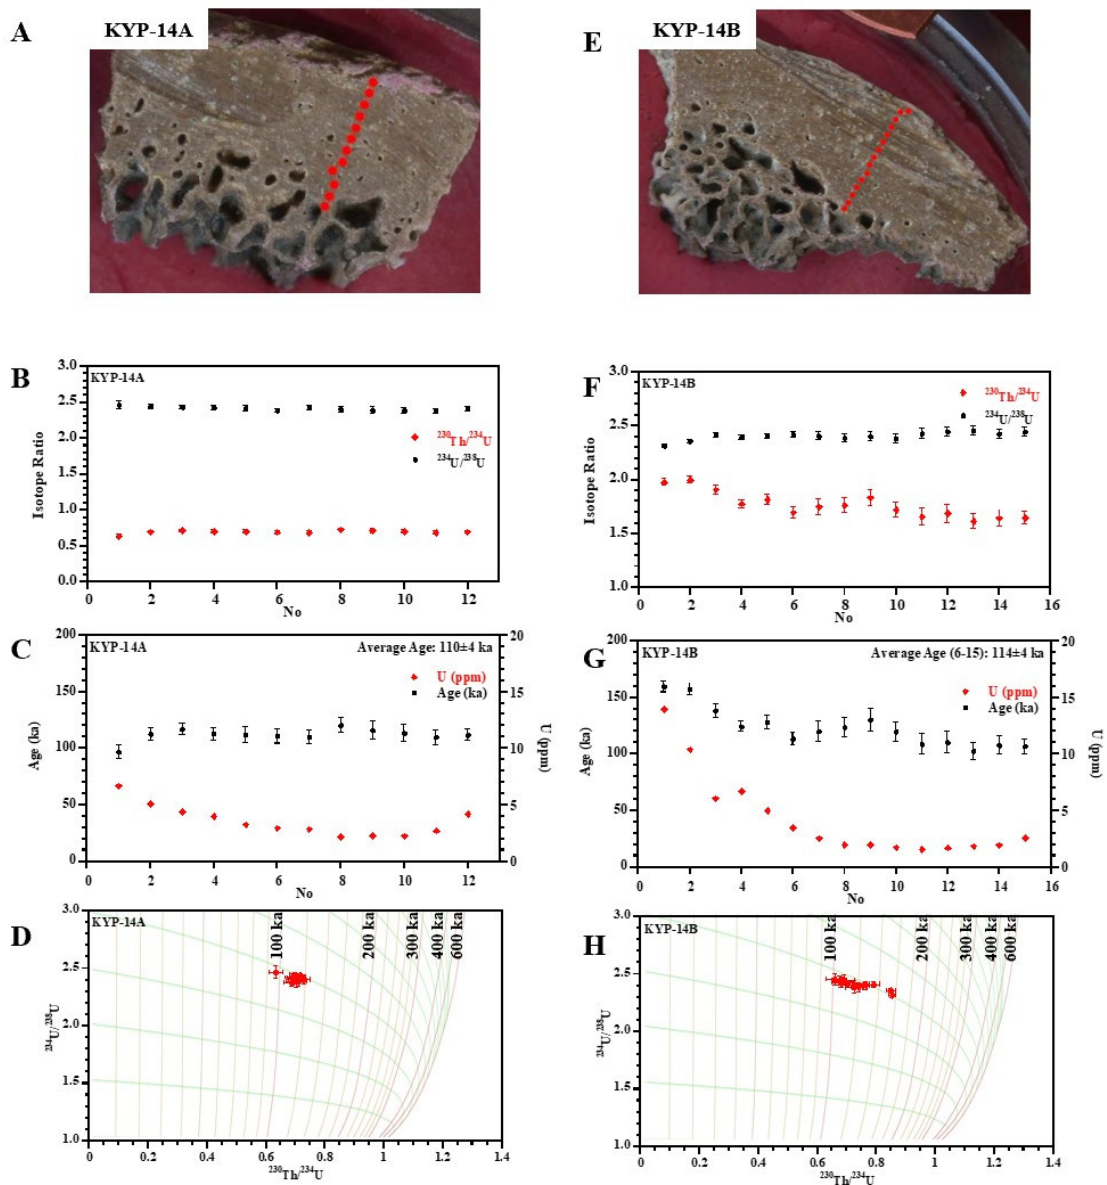 A
KYP-14A
B
KYP-14A
3.0
2.5
2.0
1.5
1.0
0.5
0.0
Isotope Ratio
²³⁰Th/²³⁴U
²³⁴U/²³⁸U
0 2 4 6 8 10 12
No
C
KYP-14A
Average Age: 110±4 ka
U (ppm)
Age (ka)
200
150
100
50
0
Age (ka)
20
15
10
5
0
U (ppm)
0 2 4 6 8 10 12
No
D
KYP-14A
3.0
2.5
2.0
1.5
1.0
²³⁴U/²³⁸U
100 ka
200 ka
300 ka
400 ka
600 ka
0 0.2 0.4 0.6 0.8 1 1.2 1.4
²³⁰Th/²³⁴U
E
KYP-14B
F
KYP-14B
3.0
2.5
2.0
1.5
1.0
Isotope Ratio
²³⁰Th/²³⁴U
²³⁴U/²³⁸U
0 2 4 6 8 10 12 14 16
No
G
KYP-14B
Average Age (6-15): 114±4 ka
U (ppm)
Age (ka)
200
150
100
50
0
Age (ka)
20
15
10
5
0
U (ppm)
0 2 4 6 8 10 12 14 16
No
H
KYP-14B
3.0
2.5
2.0
1.5
1.0
²³⁴U/²³⁸U
100 ka
200 ka
300 ka
400 ka
600 ka
0 0.2 0.4 0.6 0.8 1 1.2 1.4
²³⁰Th/²³⁴U